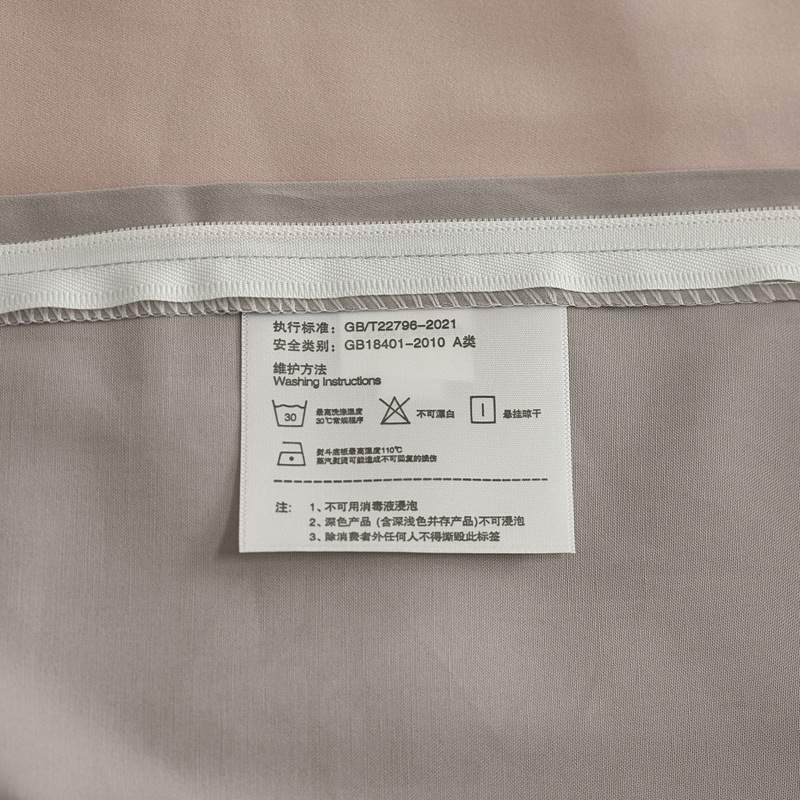 执行标准: GB/T22796-2021
安全类别: GB18401-2010 A类
维护方法
Washing Instructions
30 最高洗涤温度 不可漂白 悬挂晾干
30℃常规程序
熨斗底板最高温度110℃
蒸汽熨烫可能造成不可回复的损伤
注: 1、不可用消毒液浸泡
2、深色产品 (含深浅色并存产品)不可浸泡
3、除消费者外任何人不得撕毁此标签